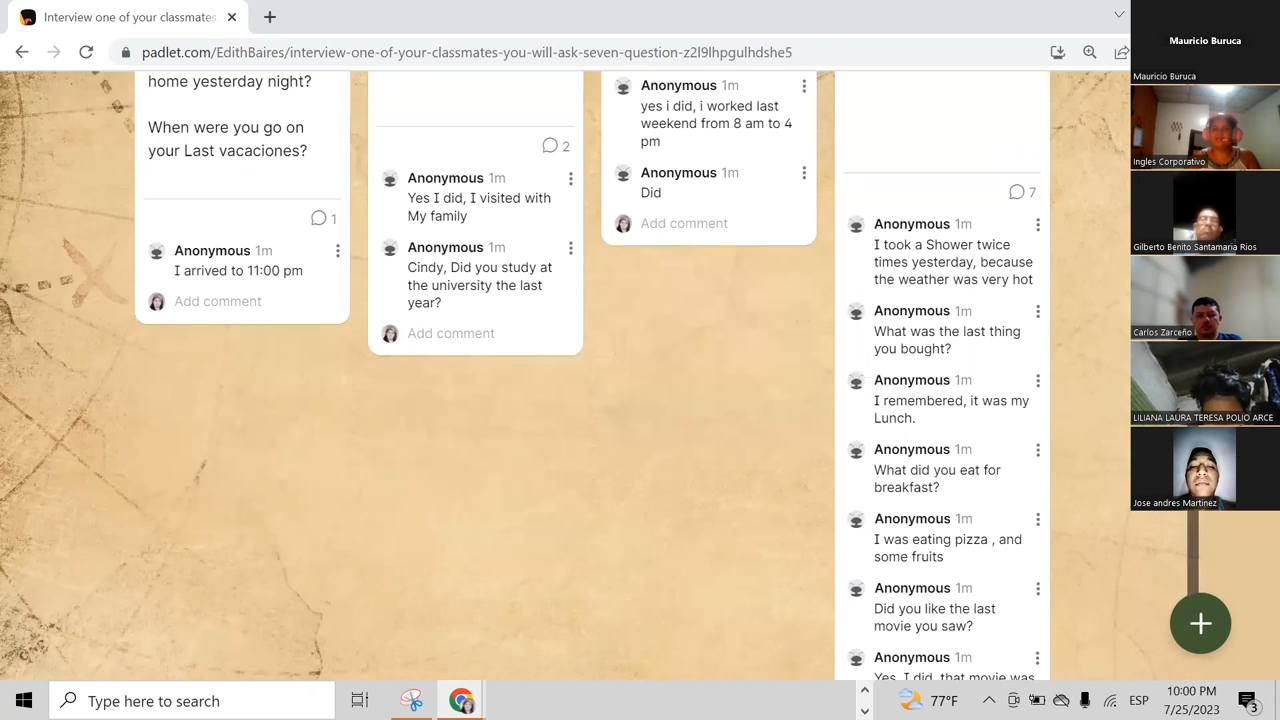 Interview one of your classmates
padlet.com/EdithBaires/interview-one-of-your-classmates-you-will-ask-seven-question-z2l9lhpgulhdshe5
home yesterday night?
When were you go on
your Last vacaciones?
1
Anonymous 1m
I arrived to 11:00 pm
Add comment
2
Anonymous 1m
Yes I did, I visited with
My family
Anonymous 1m
Cindy, Did you study at
the university the last
year?
Add comment
Anonymous 1m
yes i did, i worked last
weekend from 8 am to 4
pm
Anonymous 1m
Did
Add comment
7
Anonymous 1m
I took a Shower twice
times yesterday, because
the weather was very hot
Anonymous 1m
What was the last thing
you bought?
Anonymous 1m
I remembered, it was my
Lunch.
Anonymous 1m
What did you eat for
breakfast?
Anonymous 1m
I was eating pizza , and
some fruits
Anonymous 1m
Did you like the last
movie you saw?
Anonymous 1m
Yes, I did, that movie was
Mauricio Buruca
Mauricio Buruca
Ingles Corporativo
Gilberto Benito Santamaria Rios
Carlos Zarceño
LILIANA LAURA TERESA POLIO ARCE
Jose andres Martinez
Type here to search
77°F
ESP
10:00 PM
7/25/2023
3